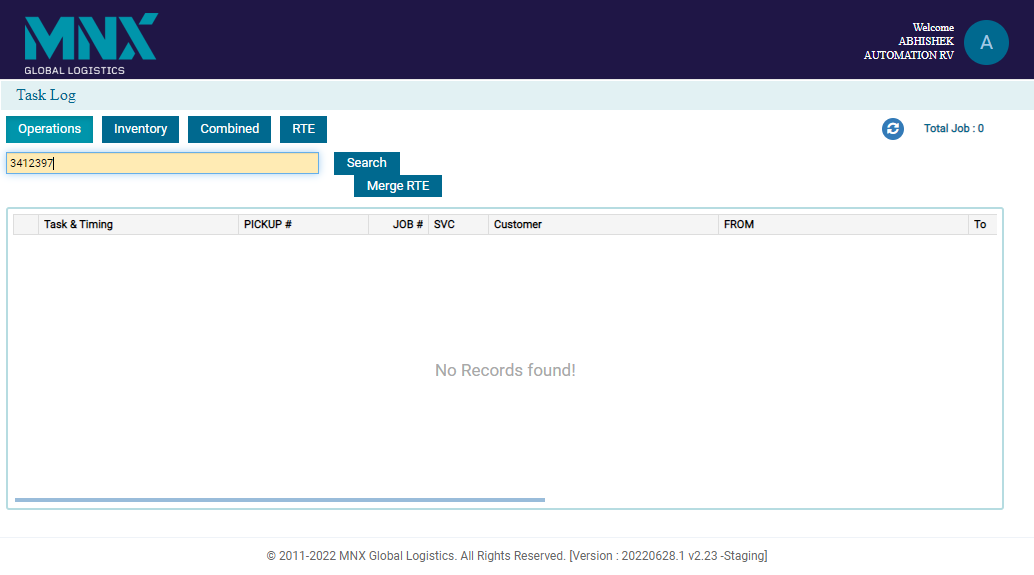 MNX
GLOBAL LOGISTICS
Welcome
ABHISHEK
AUTOMATION RV
A
Task Log
Operations Inventory Combined RTE Total Job : 0
3412397 Search
Merge RTE
Task & Timing PICKUP # JOB # SVC Customer FROM To
No Records found!
© 2011-2022 MNX Global Logistics. All Rights Reserved. [Version : 20220628.1 v2.23 -Staging]